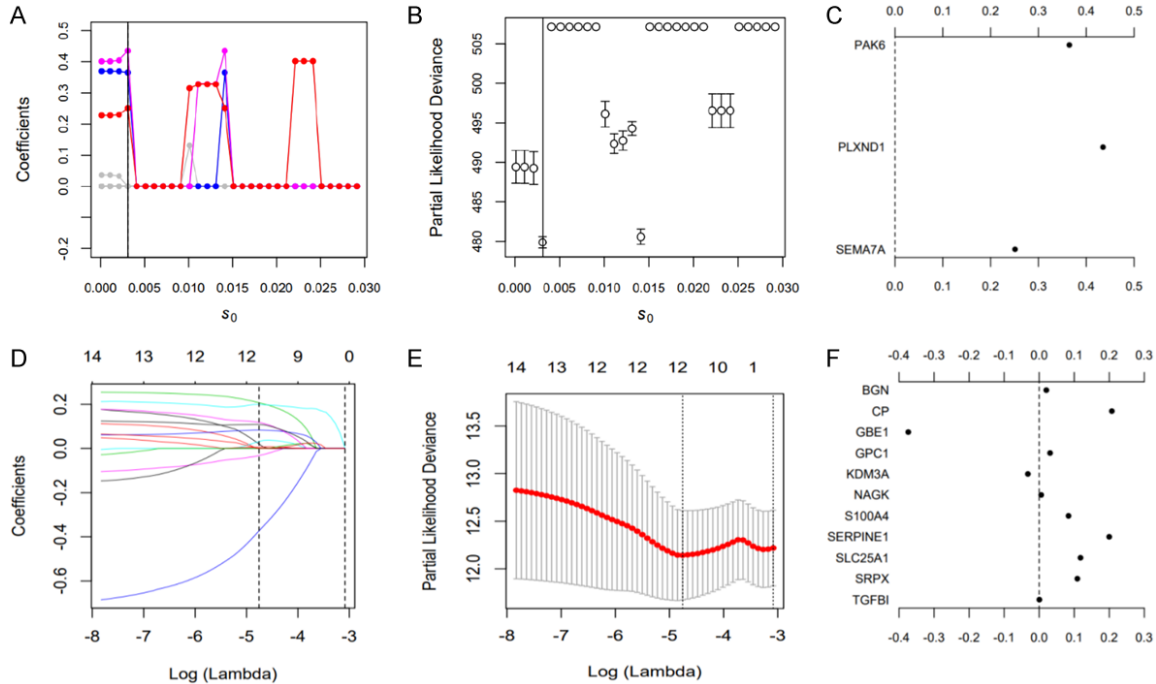 A
Coefficients
-0.2 0.0 0.1 0.2 0.3 0.4 0.5
0.000 0.005 0.010 0.015 0.020 0.025 0.030
s0
B
Partial Likelihood Deviance
480 485 490 495 500 505
0.000 0.005 0.010 0.015 0.020 0.025 0.030
s0
C
0.0 0.1 0.2 0.3 0.4 0.5
PAK6
PLXND1
SEMA7A
0.0 0.1 0.2 0.3 0.4 0.5
D
14 13 12 12 9 0
Coefficients
-0.6 -0.4 -0.2 0.0 0.2
-8 -7 -6 -5 -4 -3
Log (Lambda)
E
14 13 12 12 12 10 1
Partial Likelihood Deviance
12.0 12.5 13.0 13.5
-8 -7 -6 -5 -4 -3
Log (Lambda)
F
-0.4 -0.3 -0.2 0.0 0.1 0.1 0.2
BGN
CP
GBE1
GPC1
KDM3A
NAGK
S100A4
SERPINE1
SLC25A1
SRPX
TGFBI
-0.4 -0.3 -0.2 0.0 0.1 0.1 0.2